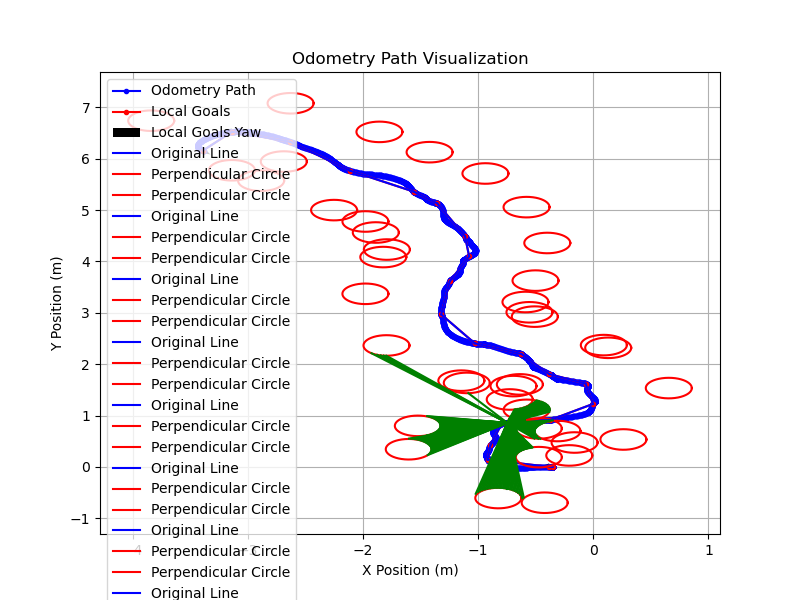 Odometry Path Visualization
Y Position (m)
7
6
5
4
3
2
1
0
−1
Odometry Path
Local Goals
Local Goals Yaw
Original Line
Perpendicular Circle
Perpendicular Circle
Original Line
Perpendicular Circle
Perpendicular Circle
Original Line
Perpendicular Circle
Perpendicular Circle
Original Line
Perpendicular Circle
Perpendicular Circle
Original Line
Perpendicular Circle
Perpendicular Circle
Original Line
Perpendicular Circle
Perpendicular Circle
Original Line
Perpendicular Circle
Perpendicular Circle
Original Line
−4 −3 −2 −1 0 1
X Position (m)